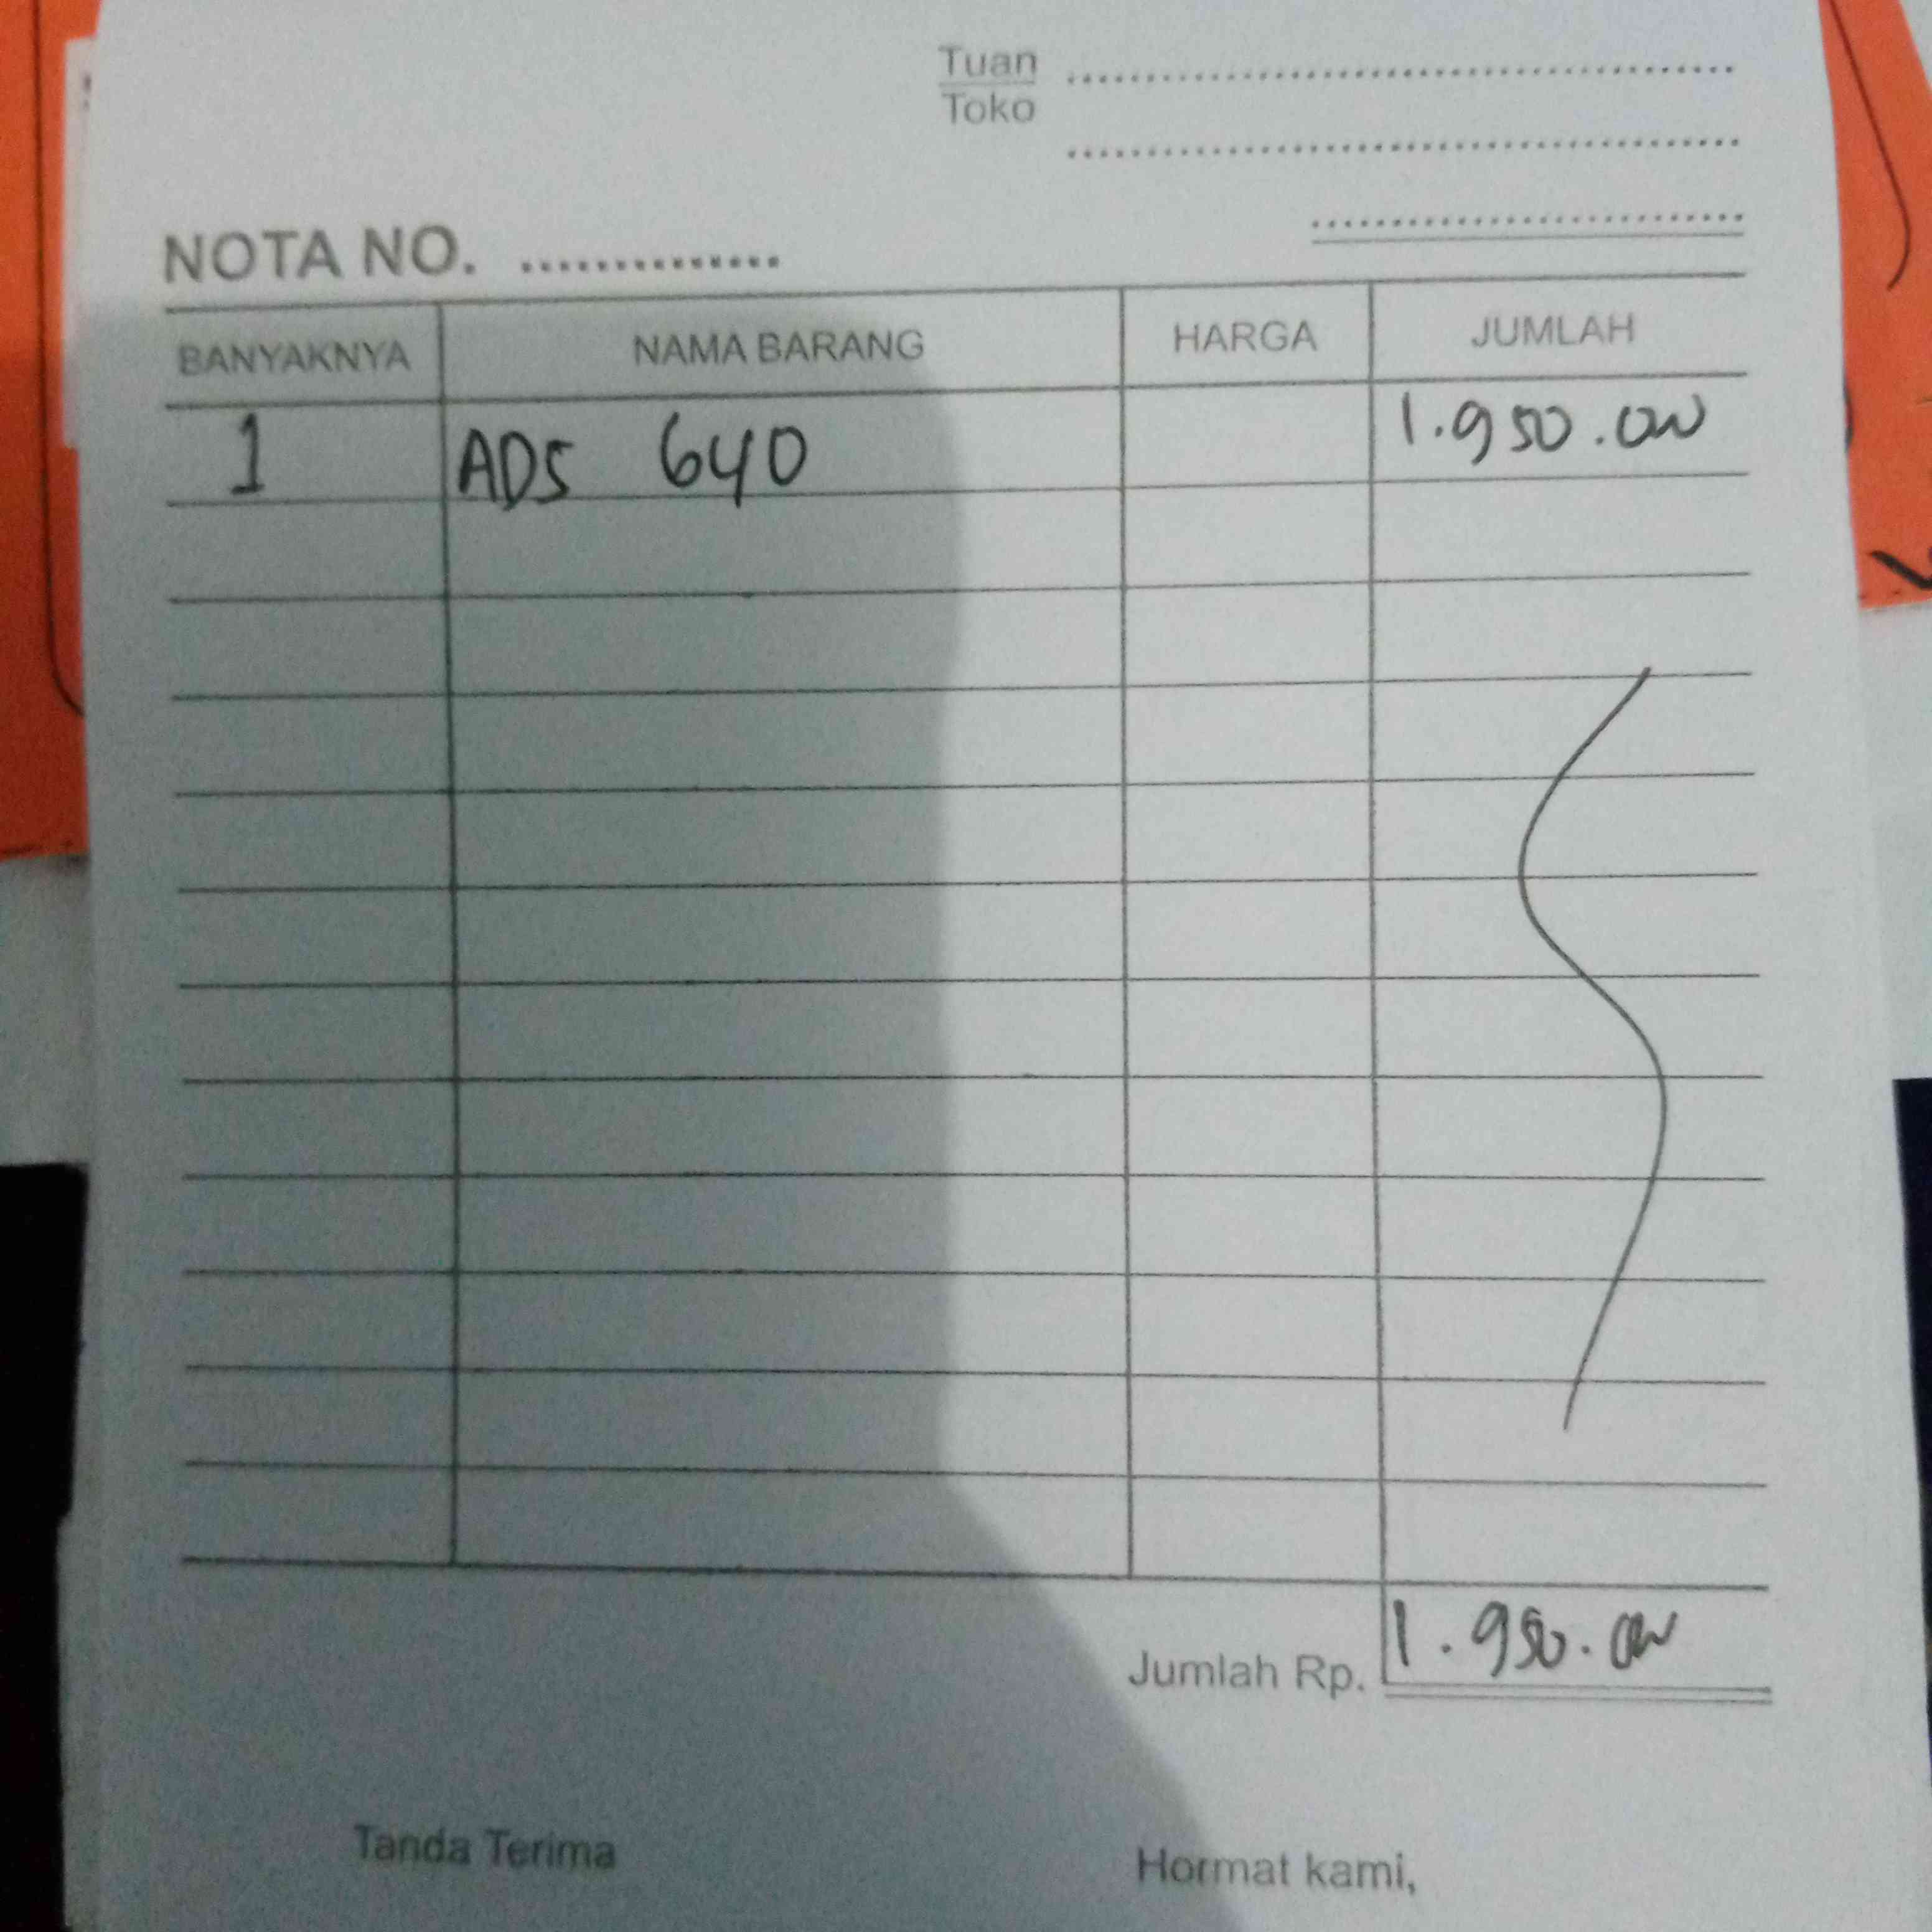 Tuan
Toko
NOTA NO.
BANYAKNYA NAMA BARANG HARGA JUMLAH
1 ADS 640 1.950.000
Jumlah Rp. 1.950.000
Tanda Terima Hormat kami,